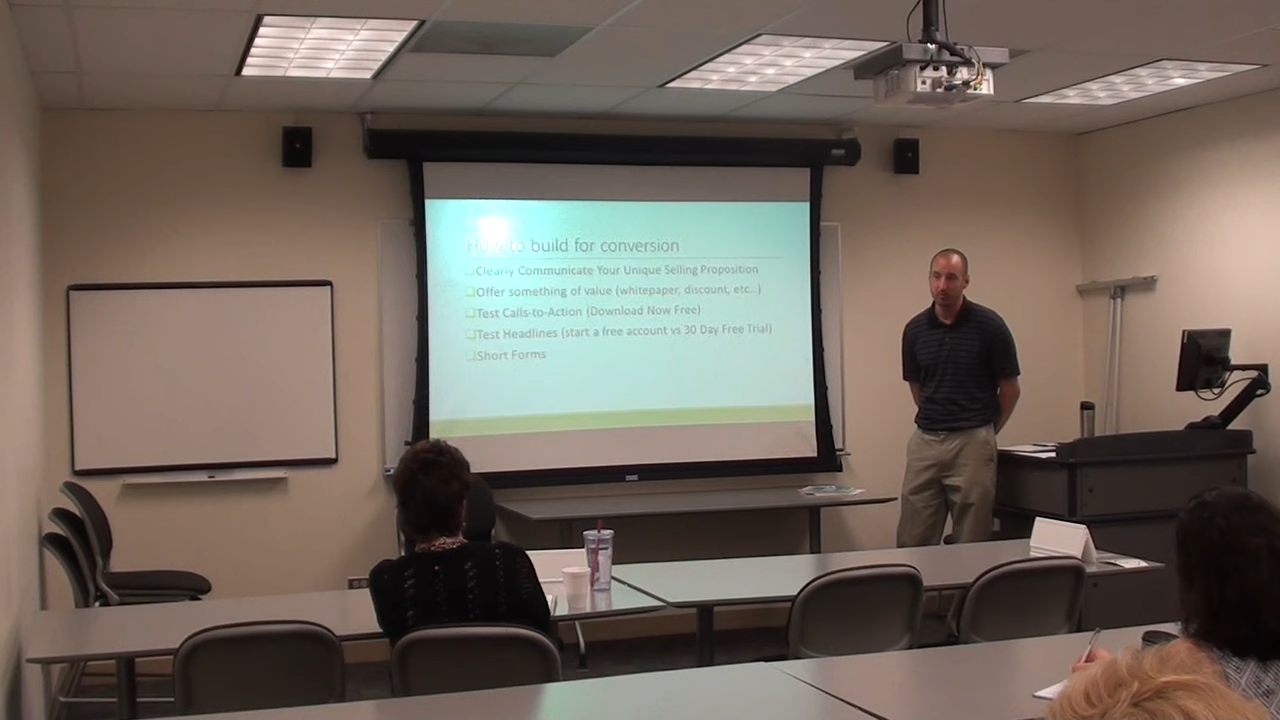 How to build for conversion
Clearly Communicate Your Unique Selling Proposition
Offer something of value (whitepaper, discount, etc..)
Test Calls-to-Action (Download Now Free)
Test Headlines (start a free account vs 30 Day Free Trial)
Short Forms